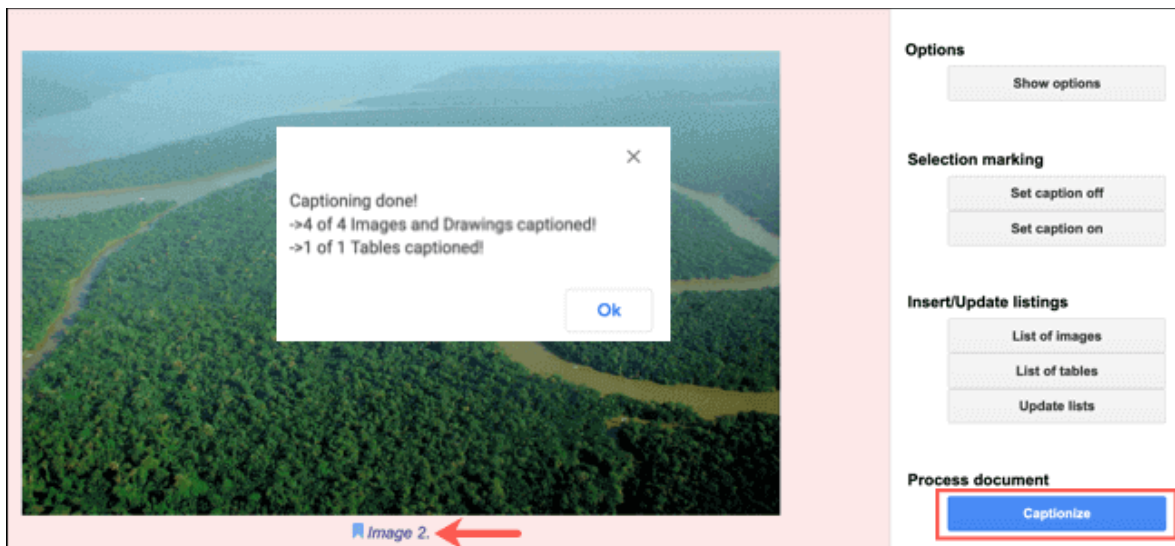 Captioning done!
->4 of 4 Images and Drawings captioned!
->1 of 1 Tables captioned!
Ok
Image 2.
Options
Show options
Selection marking
Set caption off
Set caption on
Insert/Update listings
List of images
List of tables
Update lists
Process document
Captionize